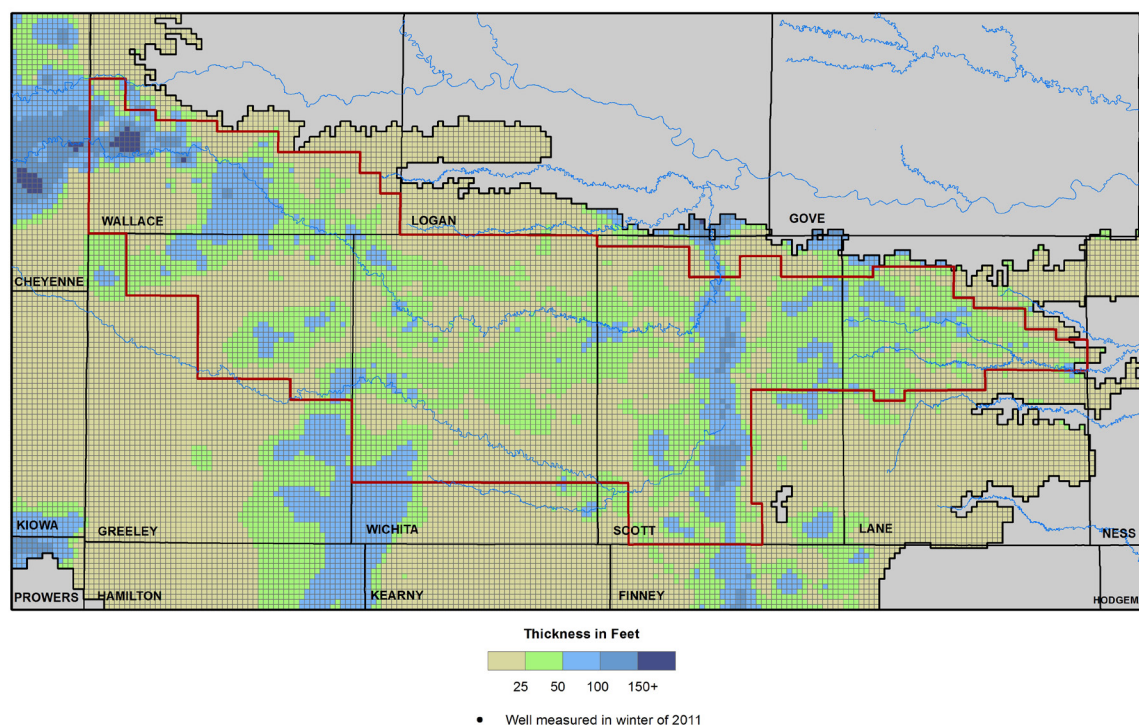 WALLACE
LOGAN
GOVE
CHEYENNE
KIOWA
GREELEY
WICHITA
SCOTT
LANE
NESS
PROWERS
HAMILTON
KEARNY
FINNEY
HODGEM
Thickness in Feet
25 50 100 150+
Well measured in winter of 2011